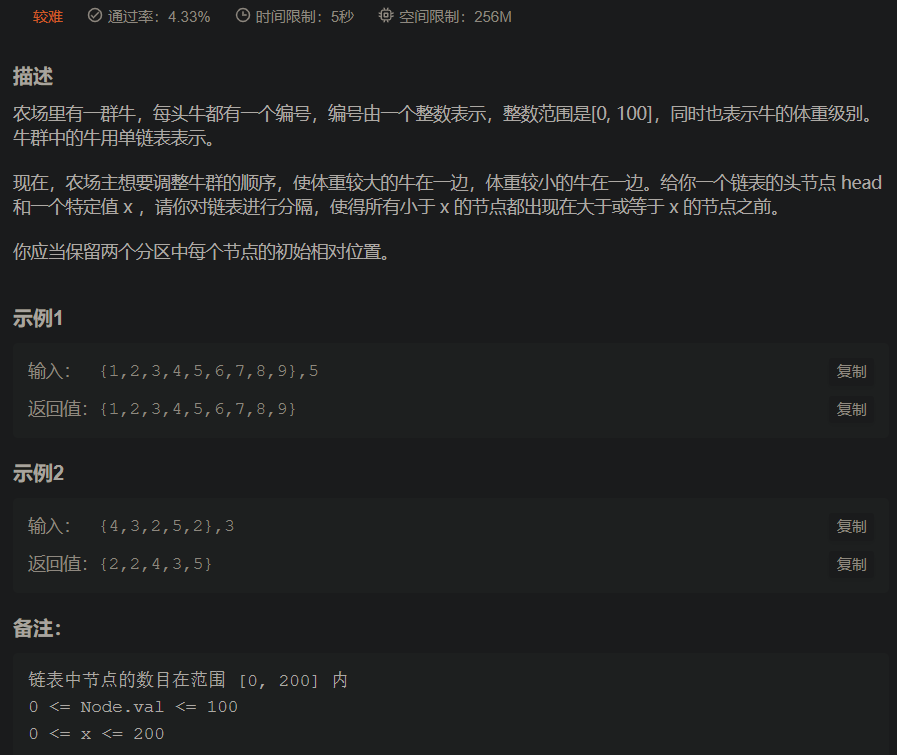 较难 通过率：4.33% 时间限制：5秒 空间限制：256M
描述
农场里有一群牛，每头牛都有一个编号，编号由一个整数表示，整数范围是[0, 100]，同时也表示牛的体重级别。
牛群中的牛用单链表表示。
现在，农场主想要调整牛群的顺序，使体重较大的牛在一边，体重较小的牛在一边。给你一个链表的头节点 head
和一个特定值 x ，请你对链表进行分隔，使得所有小于 x 的节点都出现在大于或等于 x 的节点之前。
你应当保留两个分区中每个节点的初始相对位置。
示例1
输入： {1,2,3,4,5,6,7,8,9},5 复制
返回值：{1,2,3,4,5,6,7,8,9} 复制
示例2
输入： {4,3,2,5,2},3 复制
返回值：{2,2,4,3,5} 复制
备注：
链表中节点的数目在范围 [0, 200] 内
0 <= Node.val <= 100
0 <= x <= 200